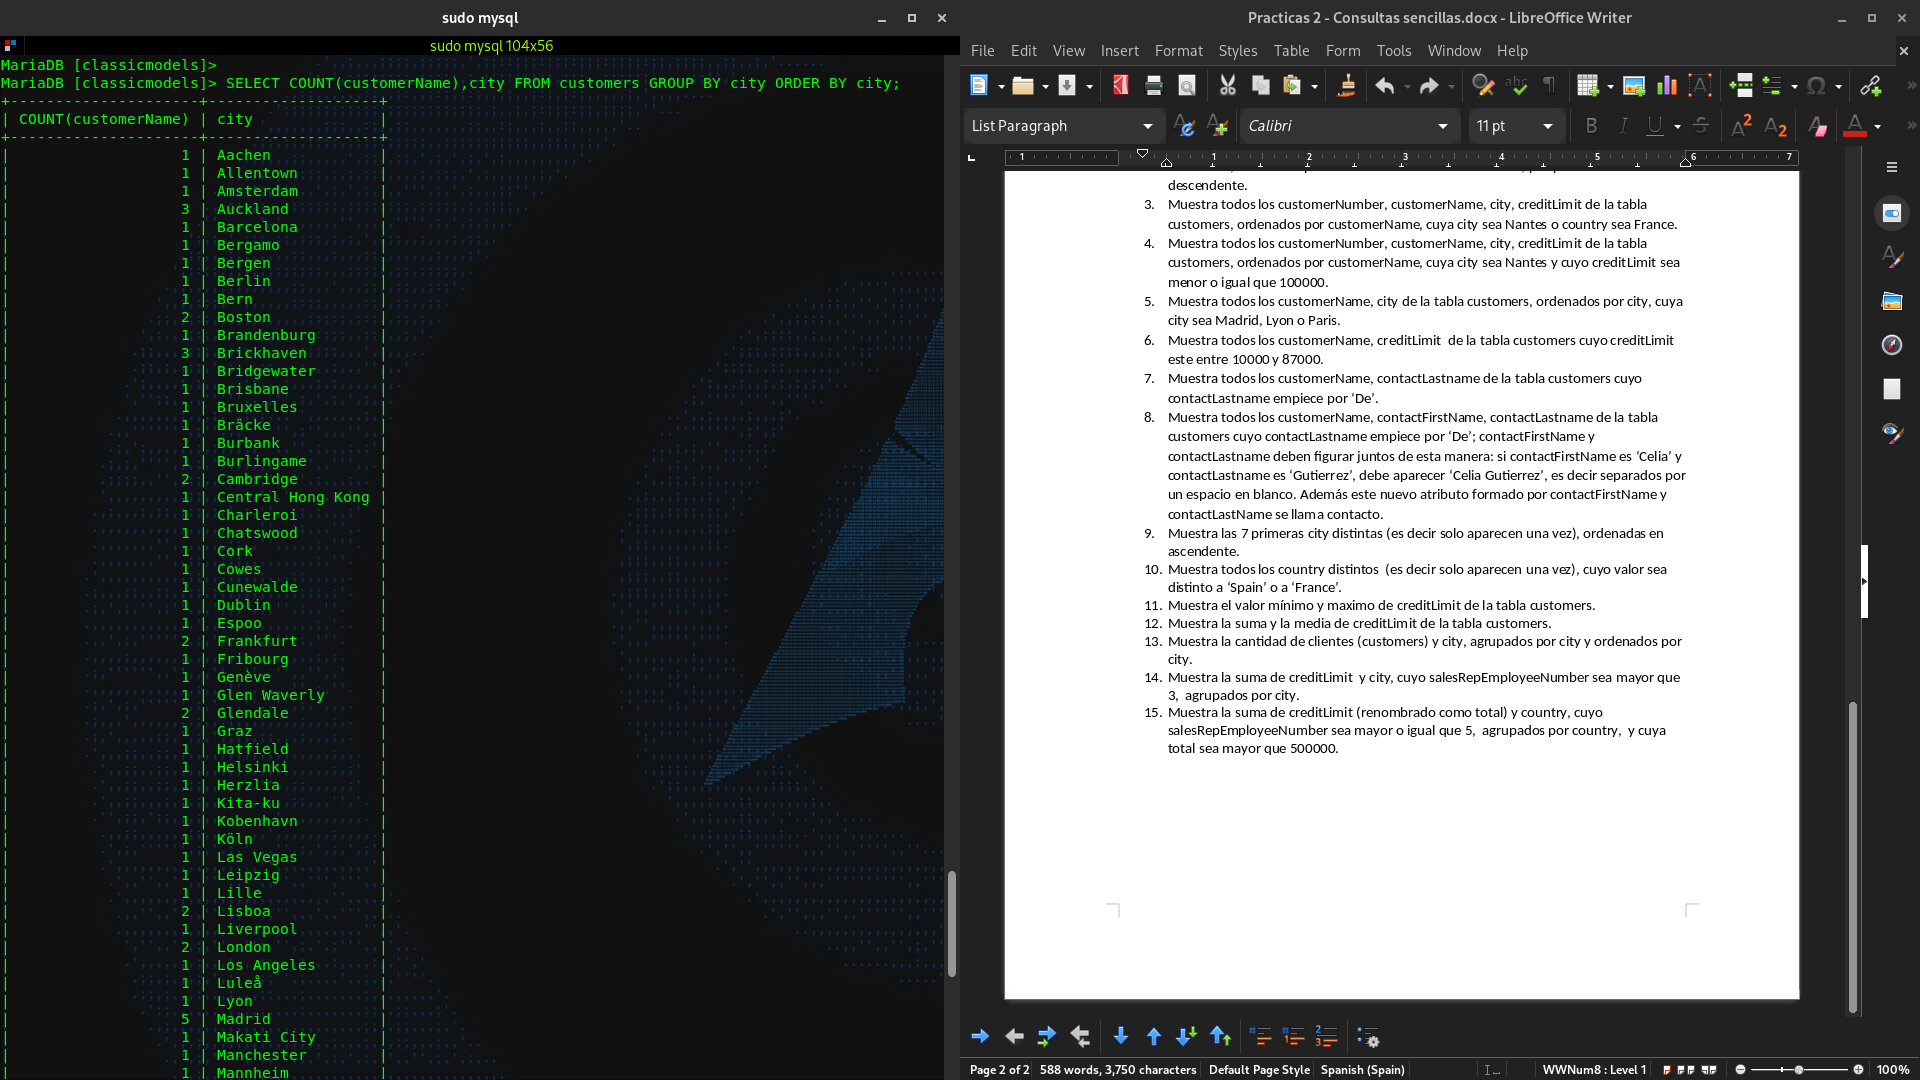 sudo mysql
sudo mysql 104x56
MariaDB [classicmodels]>
MariaDB [classicmodels]> SELECT COUNT(customerName),city FROM customers GROUP BY city ORDER BY city;
+---------------------+-------------------+
| COUNT(customerName) | city |
+---------------------+-------------------+
| 1 | Aachen |
| 1 | Allentown |
| 1 | Amsterdam |
| 3 | Auckland |
| 1 | Barcelona |
| 1 | Bergamo |
| 1 | Bergen |
| 1 | Berlin |
| 1 | Bern |
| 2 | Boston |
| 1 | Brandenburg |
| 3 | Brickhaven |
| 1 | Bridgewater |
| 1 | Brisbane |
| 1 | Bruxelles |
| 1 | Bräcke |
| 1 | Burbank |
| 1 | Burlingame |
| 2 | Cambridge |
| 1 | Central Hong Kong |
| 1 | Charleroi |
| 1 | Chatswood |
| 1 | Cork |
| 1 | Cowes |
| 1 | Cunewalde |
| 1 | Dublin |
| 1 | Espoo |
| 2 | Frankfurt |
| 1 | Fribourg |
| 1 | Genève |
| 1 | Glen Waverly |
| 2 | Glendale |
| 1 | Graz |
| 1 | Hatfield |
| 1 | Helsinki |
| 1 | Herzlia |
| 1 | Kita-ku |
| 1 | Kobenhavn |
| 1 | Köln |
| 1 | Las Vegas |
| 1 | Leipzig |
| 1 | Lille |
| 2 | Lisboa |
| 1 | Liverpool |
| 2 | London |
| 1 | Los Angeles |
| 1 | Luleå |
| 1 | Lyon |
| 5 | Madrid |
| 1 | Makati City |
| 1 | Manchester |
| 1 | Mannheim |
Practicas 2 - Consultas sencillas.docx - LibreOffice Writer
File Edit View Insert Format Styles Table Form Tools Window Help
List Paragraph Calibri 11 pt
1 1 2 3 4 5 6 7
descendente.
3. Muestra todos los customerNumber, customerName, city, creditLimit de la tabla
customers, ordenados por customerName, cuya city sea Nantes o country sea France.
4. Muestra todos los customerNumber, customerName, city, creditLimit de la tabla
customers, ordenados por customerName, cuya city sea Nantes y cuyo creditLimit sea
menor o igual que 100000.
5. Muestra todos los customerName, city de la tabla customers, ordenados por city, cuya
city sea Madrid, Lyon o Paris.
6. Muestra todos los customerName, creditLimit de la tabla customers cuyo creditLimit
este entre 10000 y 87000.
7. Muestra todos los customerName, contactLastname de la tabla customers cuyo
contactLastname empiece por ‘De’.
8. Muestra todos los customerName, contactFirstName, contactLastname de la tabla
customers cuyo contactLastname empiece por ‘De’; contactFirstName y
contactLastname deben figurar juntos de esta manera: si contactFirstName es ‘Celia’ y
contactLastname es ‘Gutierrez’, debe aparecer ‘Celia Gutierrez’, es decir separados por
un espacio en blanco. Además este nuevo atributo formado por contactFirstName y
contactLastName se llama contacto.
9. Muestra las 7 primeras city distintas (es decir solo aparecen una vez), ordenadas en
ascendente.
10. Muestra todos los country distintos (es decir solo aparecen una vez), cuyo valor sea
distinto a ‘Spain’ o a ‘France’.
11. Muestra el valor mínimo y maximo de creditLimit de la tabla customers.
12. Muestra la suma y la media de creditLimit de la tabla customers.
13. Muestra la cantidad de clientes (customers) y city, agrupados por city y ordenados por
city.
14. Muestra la suma de creditLimit y city, cuyo salesRepEmployeeNumber sea mayor que
3, agrupados por city.
15. Muestra la suma de creditLimit (renombrado como total) y country, cuyo
salesRepEmployeeNumber sea mayor o igual que 5, agrupados por country, y cuya
total sea mayor que 500000.
Page 2 of 2 588 words, 3,750 characters Default Page Style Spanish (Spain) WWNum8 : Level 1 100%